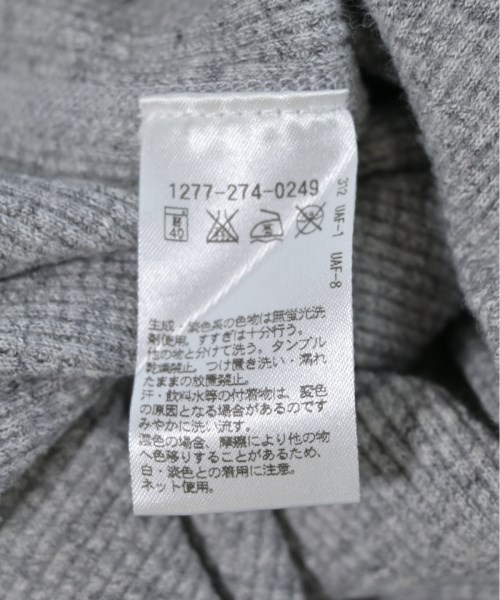 1277-274-0249
弱
40
中
312 UAF-1 UAF-8
生成・淡色系の色物は無蛍光洗
剤使用。すすぎは十分行う。
他の物と分けて洗う。タンブル
乾燥禁止。つけ置き洗い・濡れ
たままの放置禁止。
汗・飲料水等の付着物は、変色
の原因となる場合があるのです
みやかに洗い流す。
濃色の場合、摩擦により他の物
へ色移りすることがあるため、
白・淡色との着用に注意。
ネット使用。